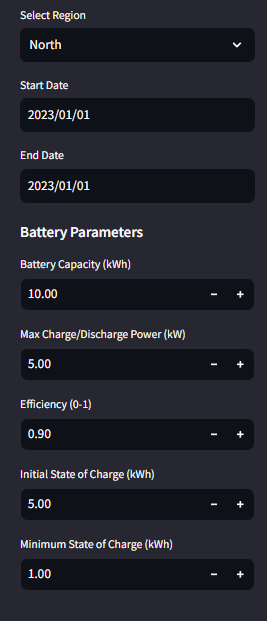 Select Region
North
Start Date
2023/01/01
End Date
2023/01/01
Battery Parameters
Battery Capacity (kWh)
10.00 − +
Max Charge/Discharge Power (kW)
5.00 − +
Efficiency (0-1)
0.90 − +
Initial State of Charge (kWh)
5.00 − +
Minimum State of Charge (kWh)
1.00 − +